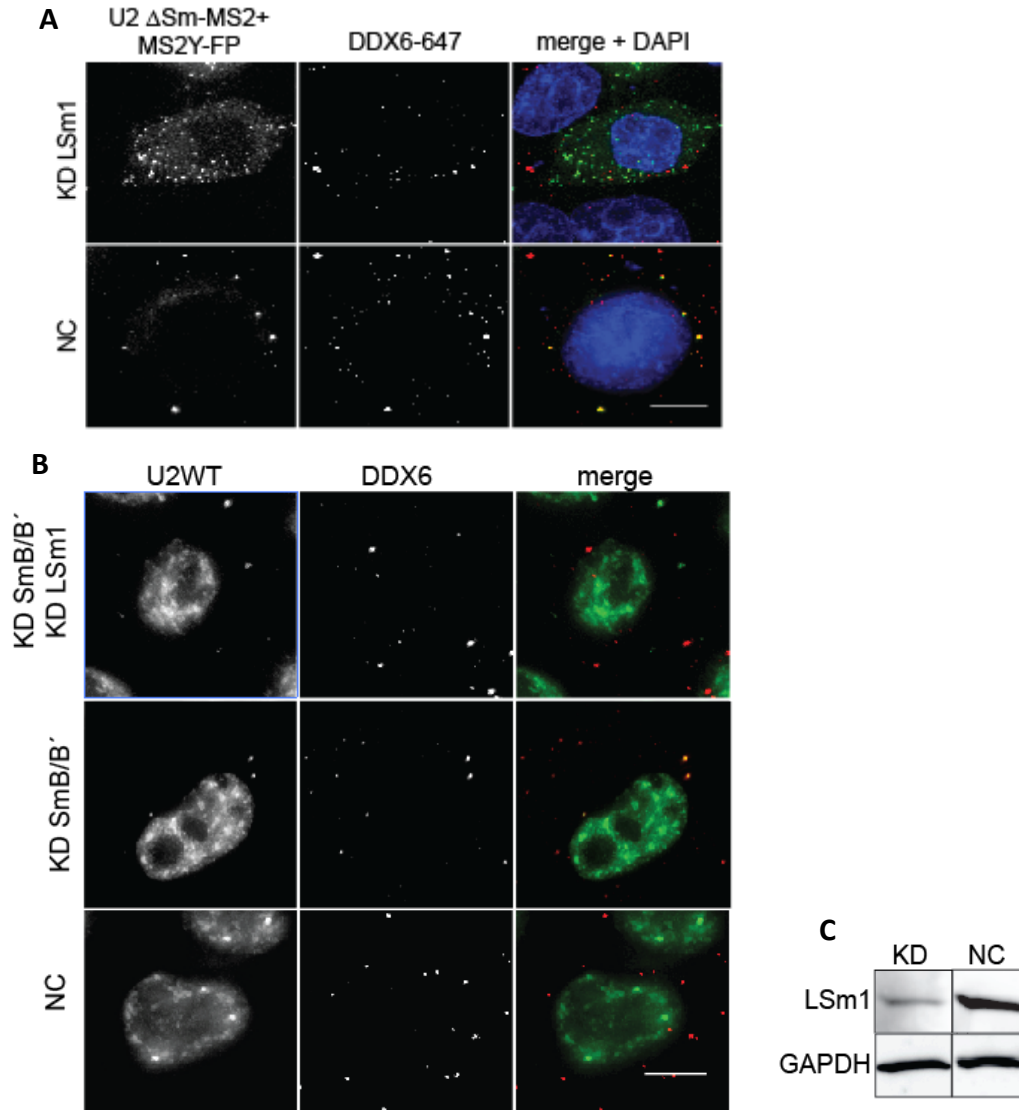 A
U2 ΔSm-MS2+
MS2Y-FP
DDX6-647
merge + DAPI
KD LSm1
NC
B
U2WT
DDX6
merge
KD SmB/B´
KD LSm1
KD SmB/B´
NC
C
KD
NC
LSm1
GAPDH